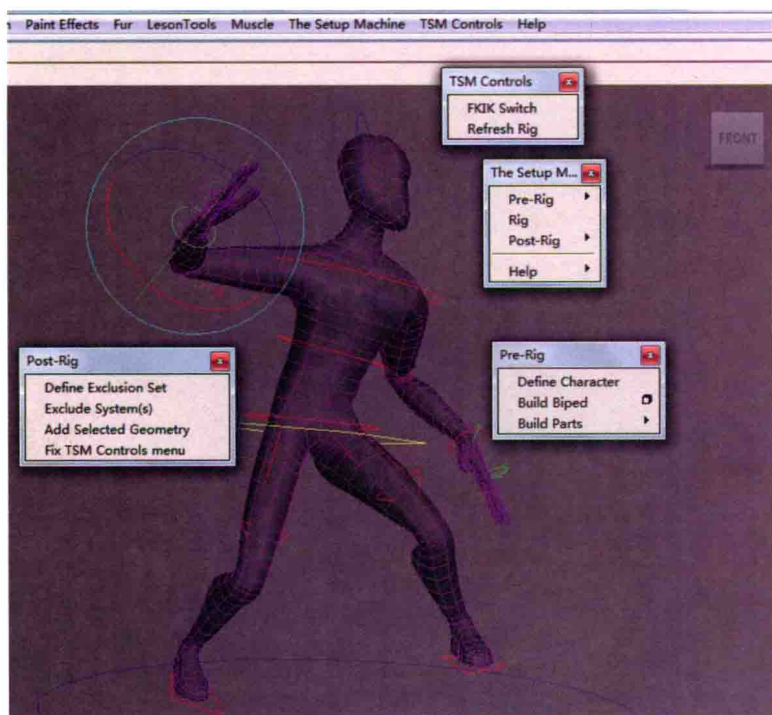 Paint Effects Fur LesonTools Muscle The Setup Machine TSM Controls Help
TSM Controls
FKIK Switch
Refresh Rig
FRONT
The Setup M...
Pre-Rig
Rig
Post-Rig
Help
Post-Rig
Define Exclusion Set
Exclude System(s)
Add Selected Geometry
Fix TSM Controls menu
Pre-Rig
Define Character
Build Biped
Build Parts